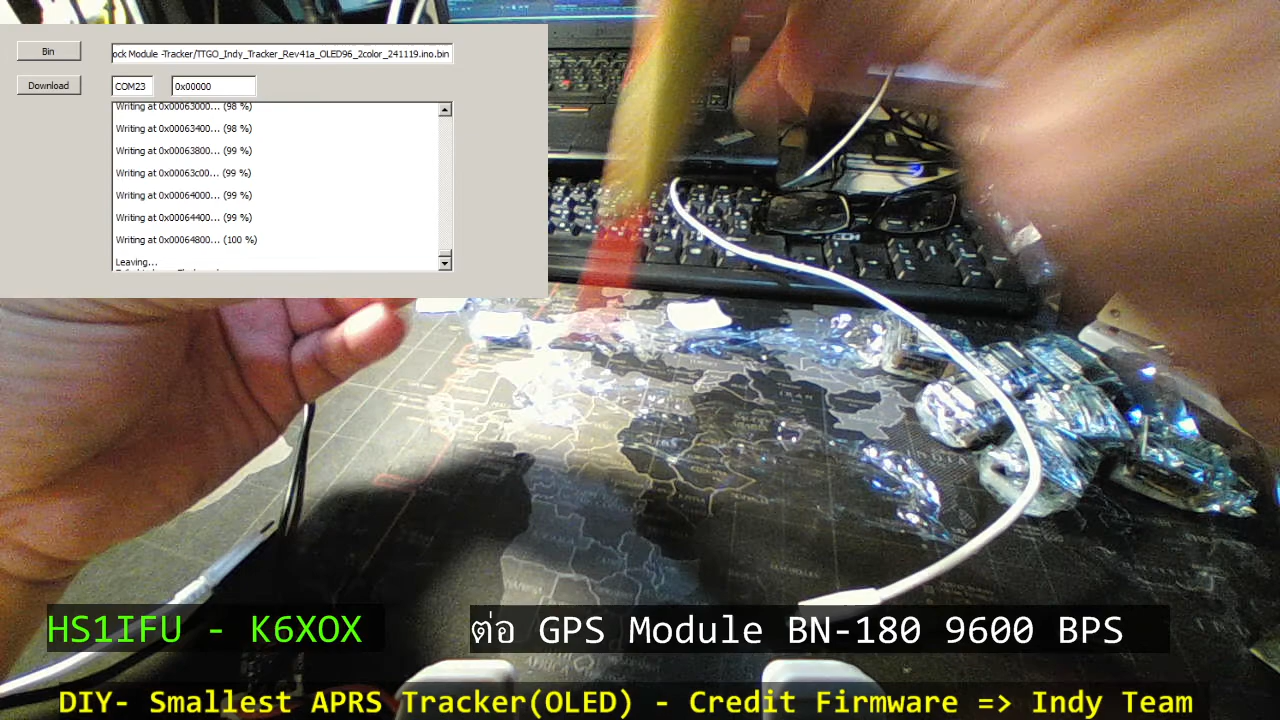 Bin
ock Module -Tracker/TTGO_Indy_Tracker_Rev41a_OLED96_2color_241119.ino.bin
Download
COM23
0x00000
Writing at 0x00063000... (98 %)
Writing at 0x00063400... (98 %)
Writing at 0x00063800... (99 %)
Writing at 0x00063c00... (99 %)
Writing at 0x00064000... (99 %)
Writing at 0x00064400... (99 %)
Writing at 0x00064800... (100 %)
Leaving...
HS1IFU - K6XOX
ต่อ GPS Module BN-180 9600 BPS
DIY- Smallest APRS Tracker(OLED) - Credit Firmware => Indy Team